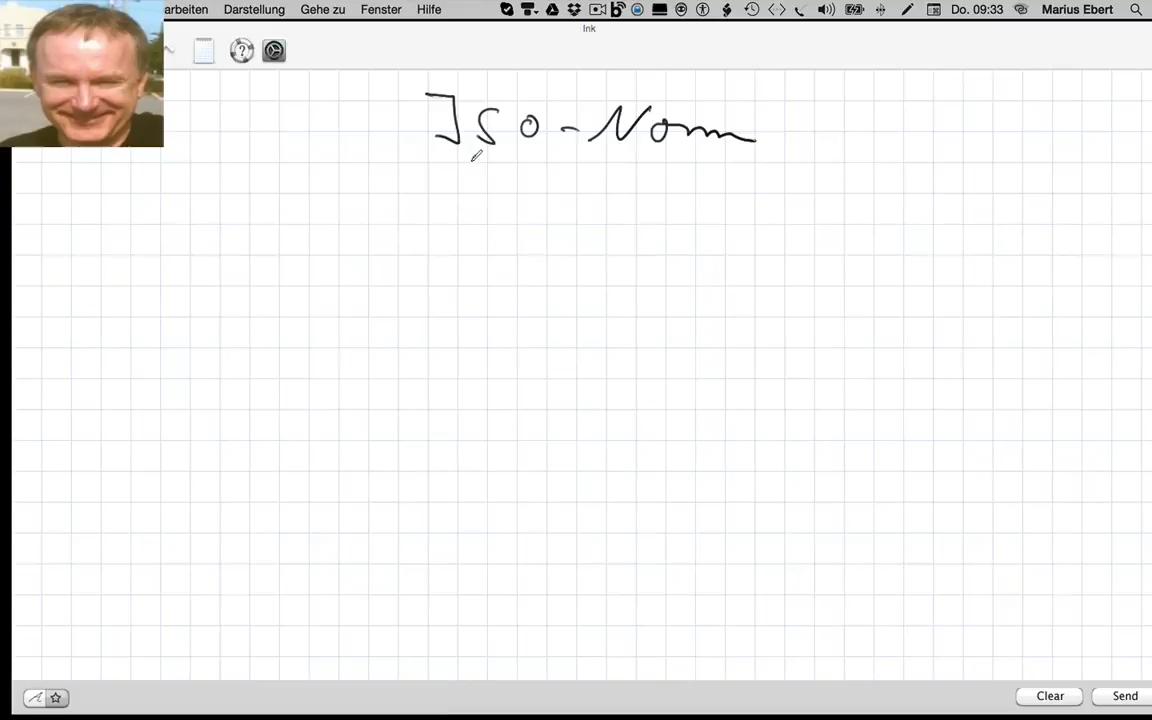 arbeiten Darstellung Gehe zu Fenster Hilfe Do. 09:33 Marius Ebert
Ink
ISO - Norm
Clear Send